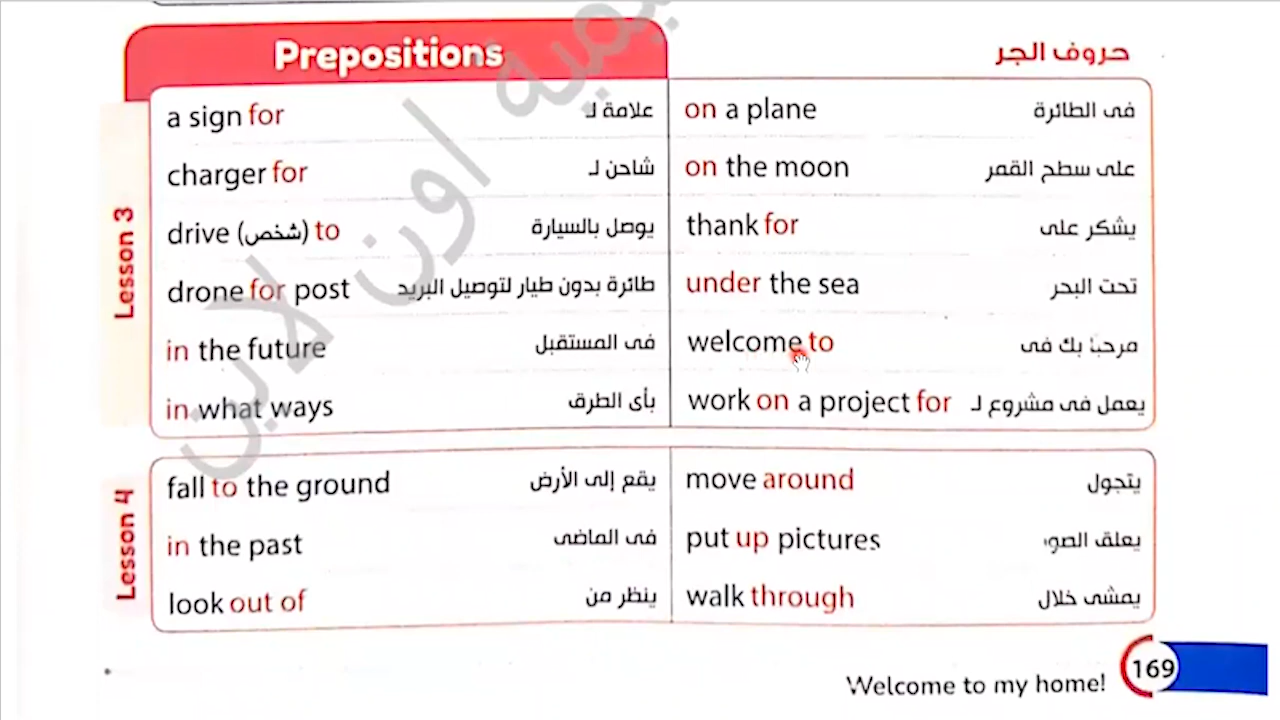 Prepositions
حروف الجر
Lesson 3
a sign for علامة لـ
on a plane فى الطائرة
charger for شاحن لـ
on the moon على سطح القمر
drive (شخص) to يوصل بالسيارة
thank for يشكر على
drone for post طائرة بدون طيار لتوصيل البريد
under the sea تحت البحر
in the future فى المستقبل
welcome to مرحبًا بك فى
in what ways بأى الطرق
work on a project for يعمل فى مشروع لـ
Lesson 4
fall to the ground يقع إلى الأرض
move around يتجول
in the past فى الماضى
put up pictures يعلق
look out of ينظر من
walk through يمشى خلال
Welcome to my home!
169
اون لاين